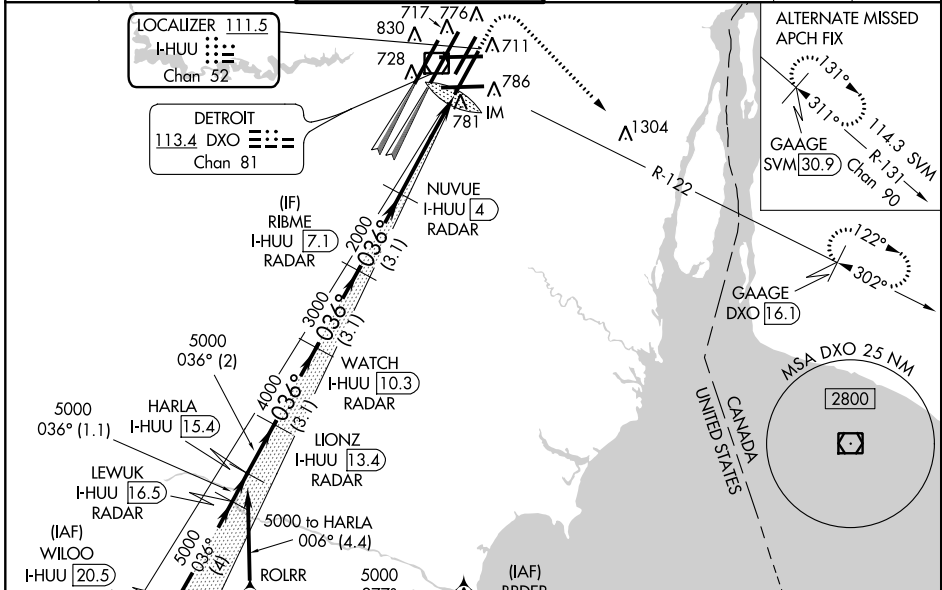 LOCALIZER 111.5
I-HUU
Chan 52
DETROIT
113.4 DXO
Chan 81
717
776
830
711
728
786
781
IM
1304
ALTERNATE MISSED
APCH FIX
131°
311°
114.3 SVM
R-131
Chan 90
GAAGE
SVM 30.9
R-122
122°
302°
GAAGE
DXO 16.1
NUVUE
I-HUU 4
RADAR
(IF)
RIBME
I-HUU 7.1
RADAR
2000
036°
(3.1)
3000
036°
(3.1)
WATCH
I-HUU 10.3
RADAR
5000
036° (2)
4000
036°
(3.1)
HARLA
I-HUU 15.4
5000
036° (1.1)
LIONZ
I-HUU 13.4
RADAR
LEWUK
I-HUU 16.5
RADAR
5000 to HARLA
006° (4.4)
(IAF)
WILOO
I-HUU 20.5
5000
036°
(4)
ROLRR
5000
(IAF)
CANADA
UNITED STATES
MSA DXO 25 NM
2800